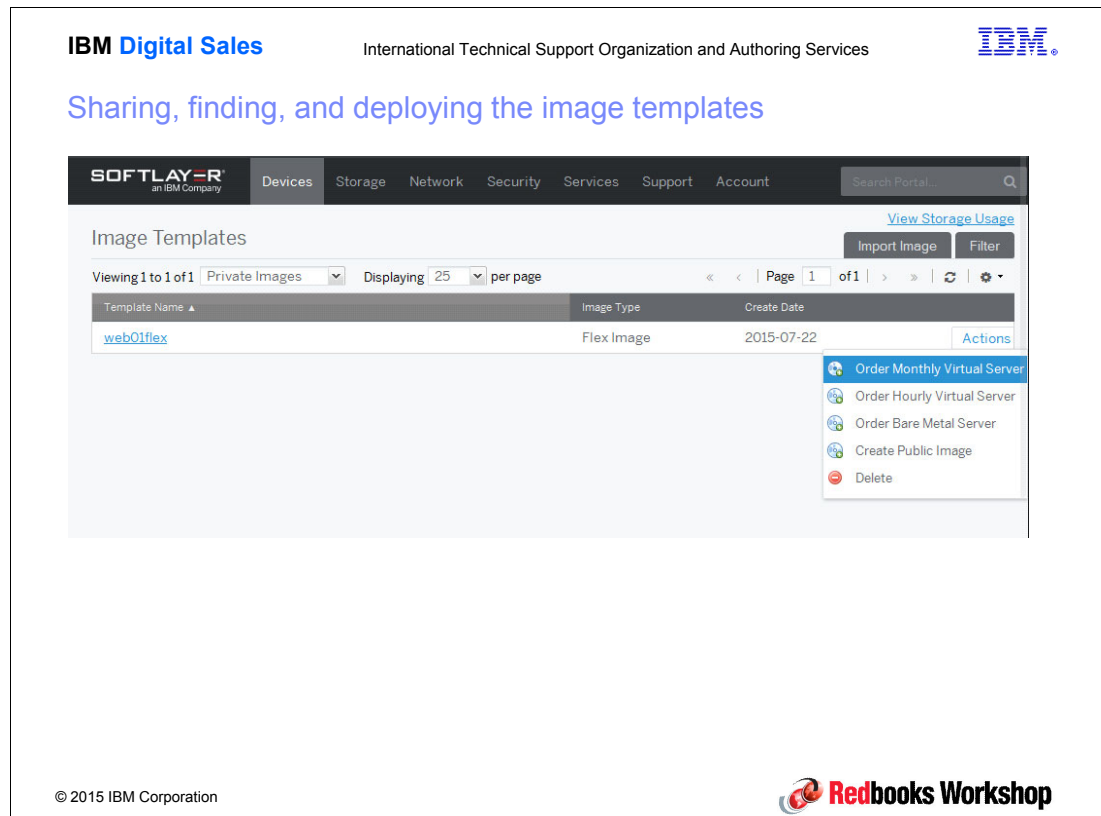 IBM Digital Sales
International Technical Support Organization and Authoring Services
IBM®
Sharing, finding, and deploying the image templates
SOFTLAYER®
an IBM Company
Devices Storage Network Security Services Support Account
Search Portal...
View Storage Usage
Image Templates
Import Image Filter
Viewing 1 to 1 of 1 Private Images Displaying 25 per page « < | Page 1 of 1 | > » |
Template Name ▲ Image Type Create Date
web01flex Flex Image 2015-07-22 Actions
Order Monthly Virtual Server
Order Hourly Virtual Server
Order Bare Metal Server
Create Public Image
Delete
© 2015 IBM Corporation
Redbooks Workshop